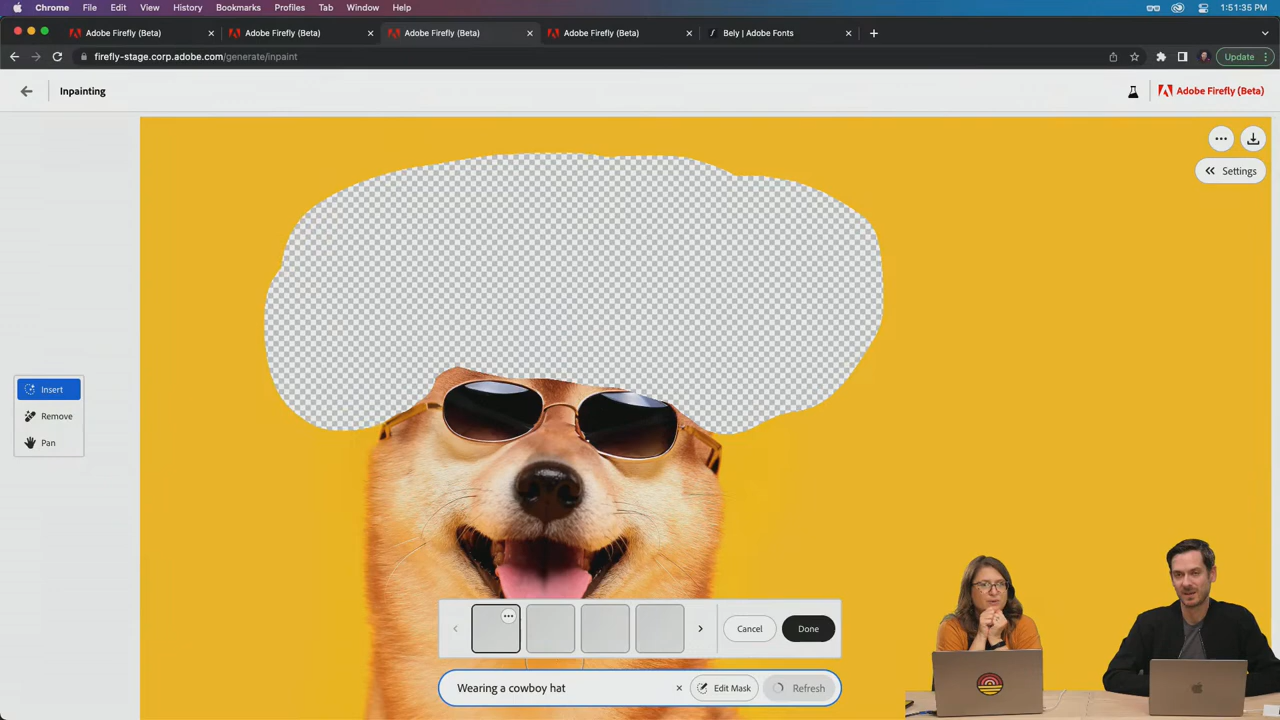 Chrome File Edit View History Bookmarks Profiles Tab Window Help 1:51:35 PM
Adobe Firefly (Beta) Adobe Firefly (Beta) Adobe Firefly (Beta) Adobe Firefly (Beta) Bely | Adobe Fonts
firefly-stage.corp.adobe.com/generate/inpaint Update
Inpainting Adobe Firefly (Beta)
Settings
Insert
Remove
Pan
Cancel Done
Wearing a cowboy hat Edit Mask Refresh